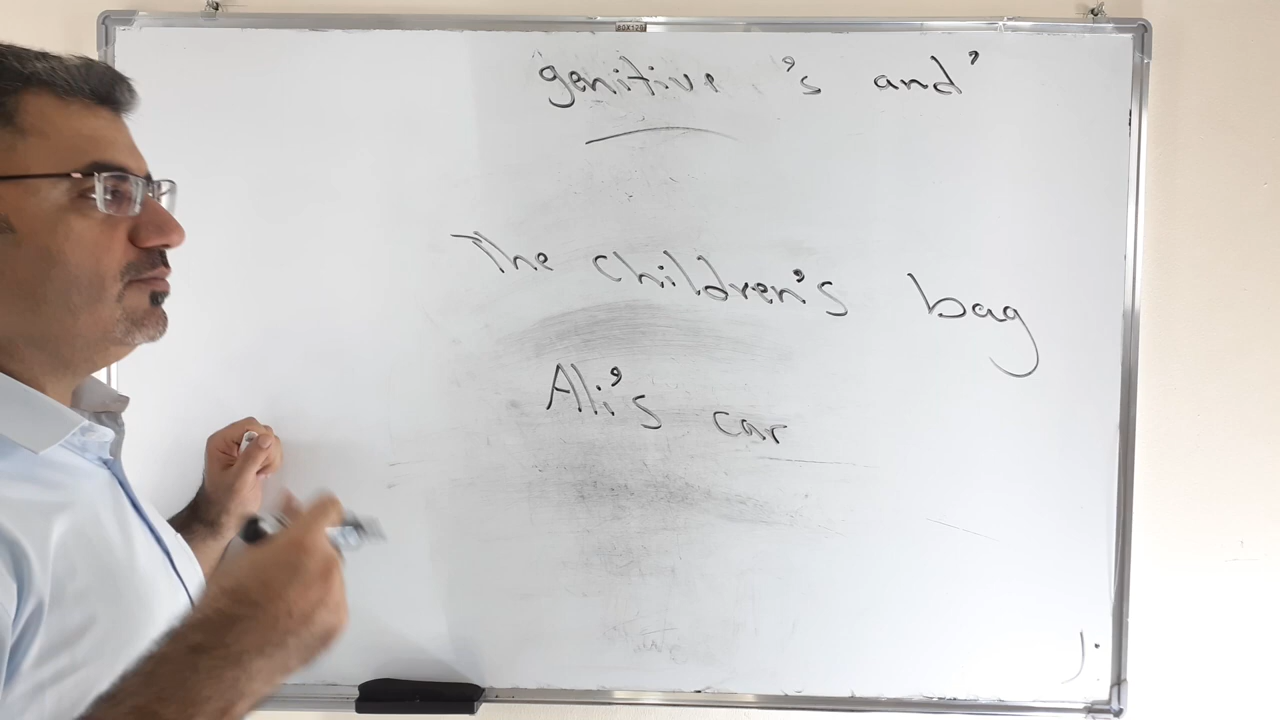 genitive 's and '
The children's bag
Ali's car